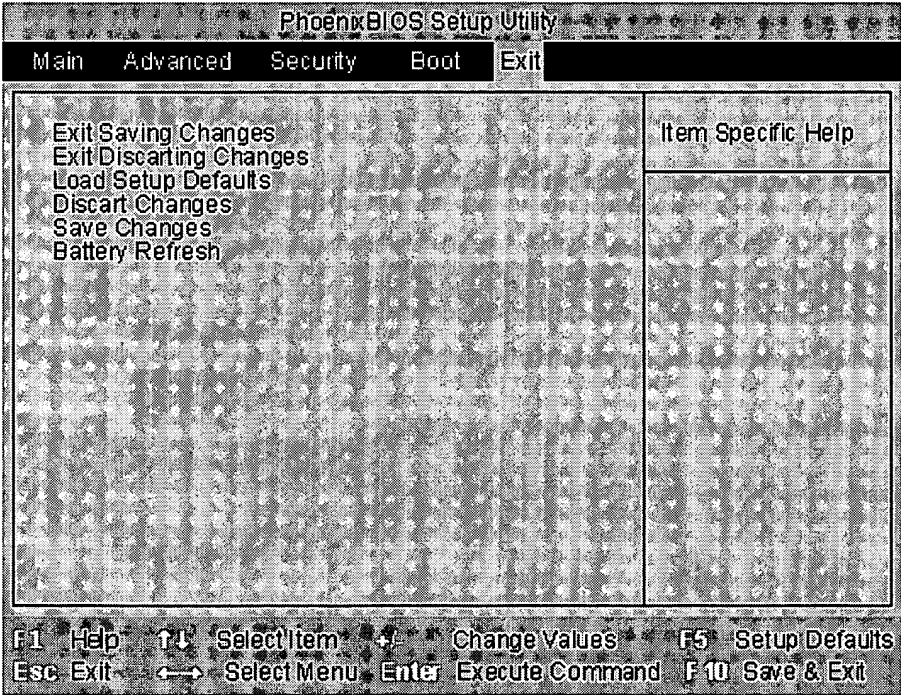 PhoenixBIOS Setup Utility
Main Advanced Security Boot Exit
Exit Saving Changes
Exit Discarting Changes
Load Setup Defaults
Discart Changes
Save Changes
Battery Refresh
Item Specific Help
F1 Help ↑↓ Select Item +/- Change Values F5 Setup Defaults
Esc Exit ←→ Select Menu Enter Execute Command F10 Save & Exit